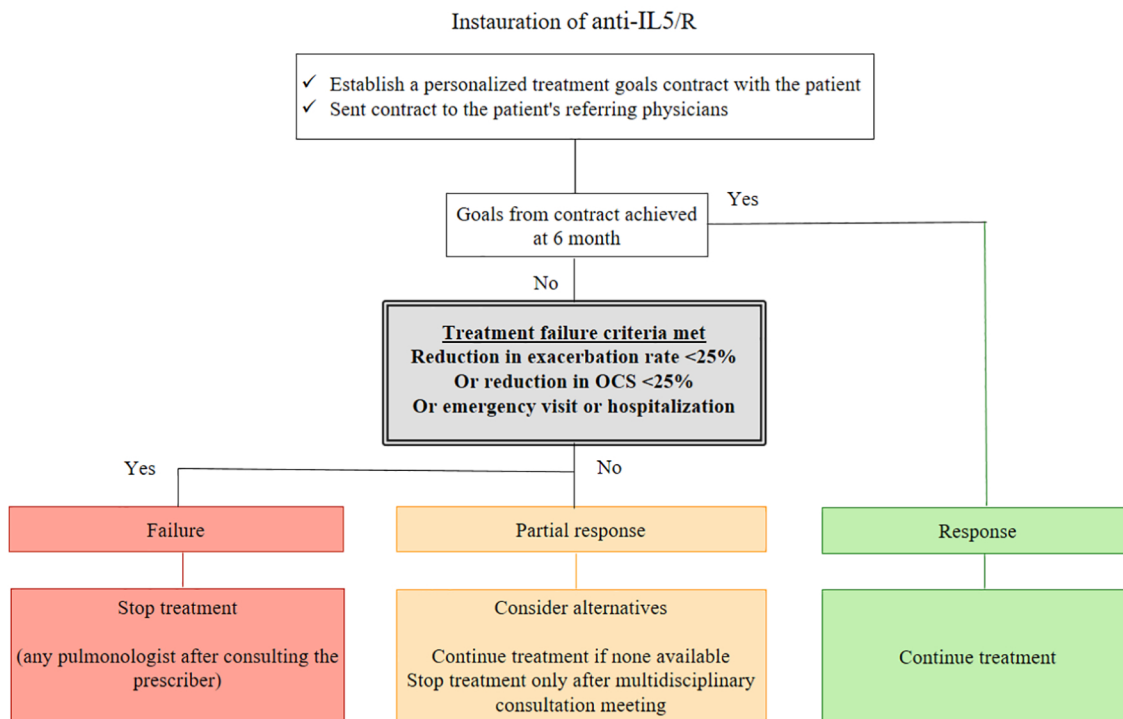 Instauration of anti-IL5/R
✓ Establish a personalized treatment goals contract with the patient
✓ Sent contract to the patient's referring physicians
Yes
Goals from contract achieved
at 6 month
No
Treatment failure criteria met
Reduction in exacerbation rate <25%
Or reduction in OCS <25%
Or emergency visit or hospitalization
Yes
No
Failure
Partial response
Response
Stop treatment
(any pulmonologist after consulting the
prescriber)
Consider alternatives
Continue treatment if none available
Stop treatment only after multidisciplinary
consultation meeting
Continue treatment